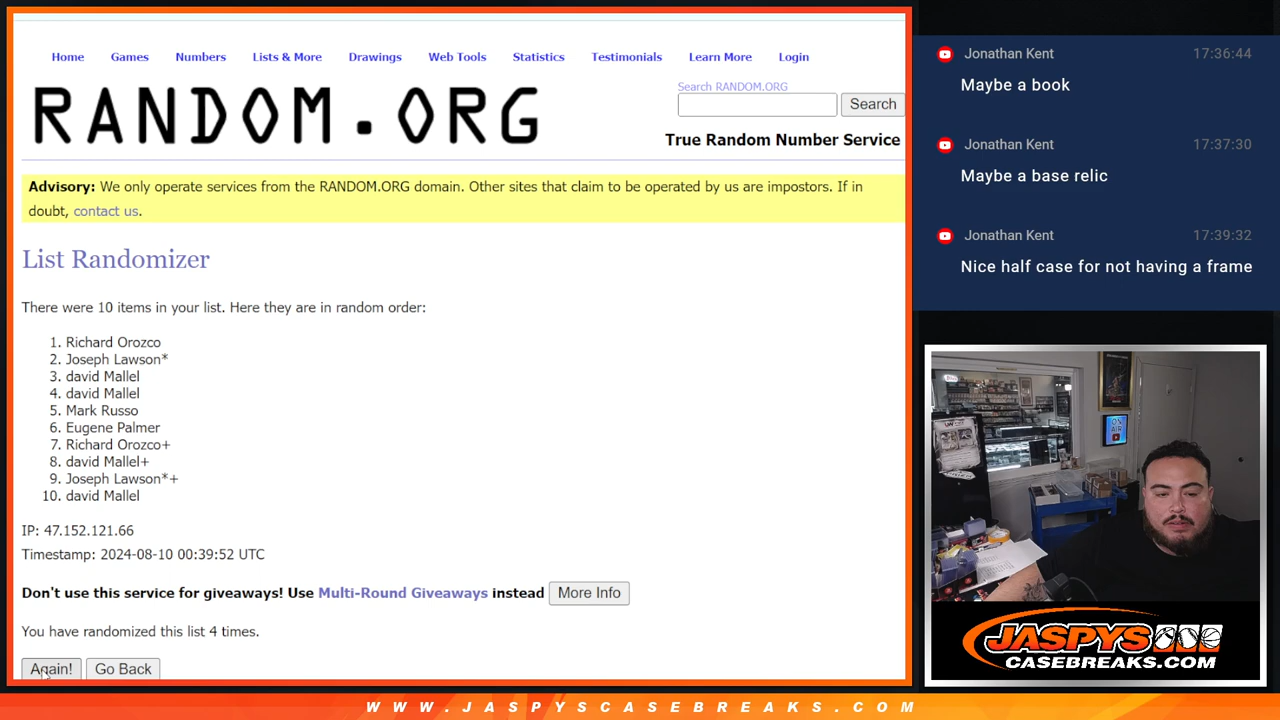 Home Games Numbers Lists & More Drawings Web Tools Statistics Testimonials Learn More Login
RANDOM.ORG
Search RANDOM.ORG
Search
True Random Number Service
Advisory: We only operate services from the RANDOM.ORG domain. Other sites that claim to be operated by us are impostors. If in
doubt, contact us.
List Randomizer
There were 10 items in your list. Here they are in random order:
1. Richard Orozco
2. Joseph Lawson*
3. david Mallel
4. david Mallel
5. Mark Russo
6. Eugene Palmer
7. Richard Orozco+
8. david Mallel+
9. Joseph Lawson*+
10. david Mallel
IP: 47.152.121.66
Timestamp: 2024-08-10 00:39:52 UTC
Don't use this service for giveaways! Use Multi-Round Giveaways instead More Info
You have randomized this list 4 times.
Again! Go Back
Jonathan Kent 17:36:44
Maybe a book
Jonathan Kent 17:37:30
Maybe a base relic
Jonathan Kent 17:39:32
Nice half case for not having a frame
ON AIR
JASPYS
CASEBREAKS.COM
WWW.JASPYSCASEBREAKS.COM